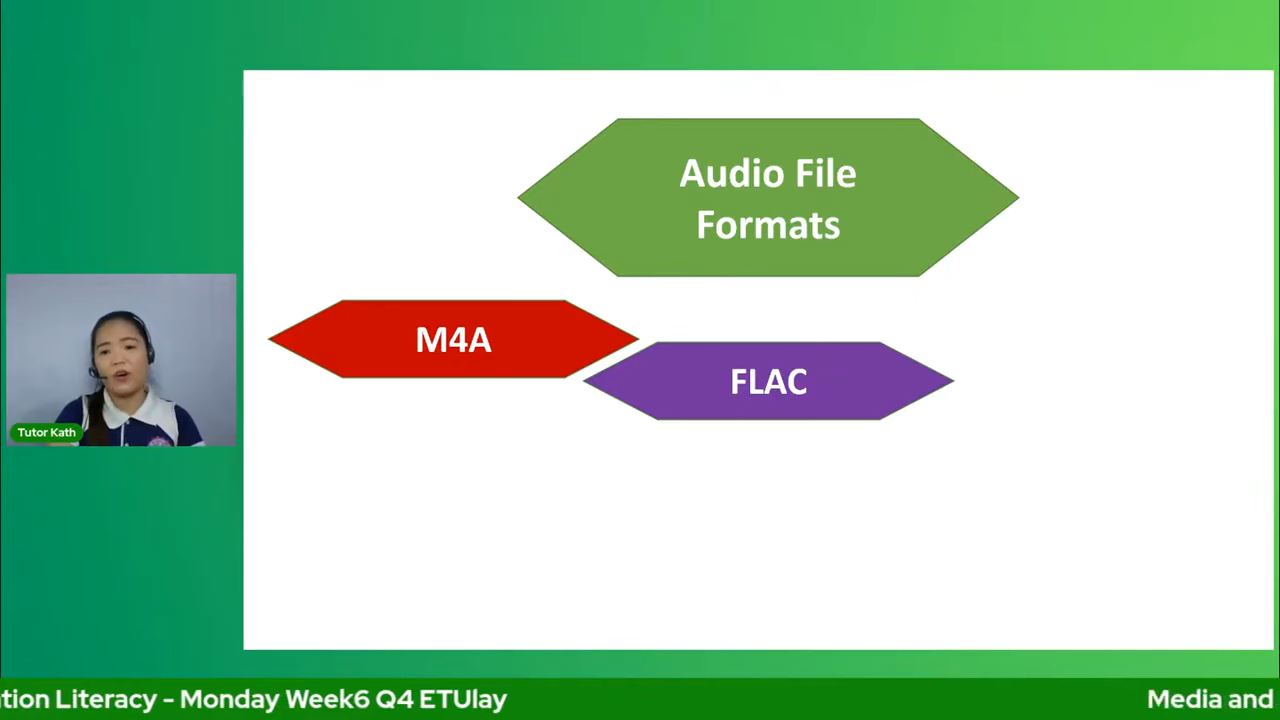 Audio File
Formats
M4A
FLAC
Tutor Kath
tion Literacy - Monday Week6 Q4 ETUlay
Media and